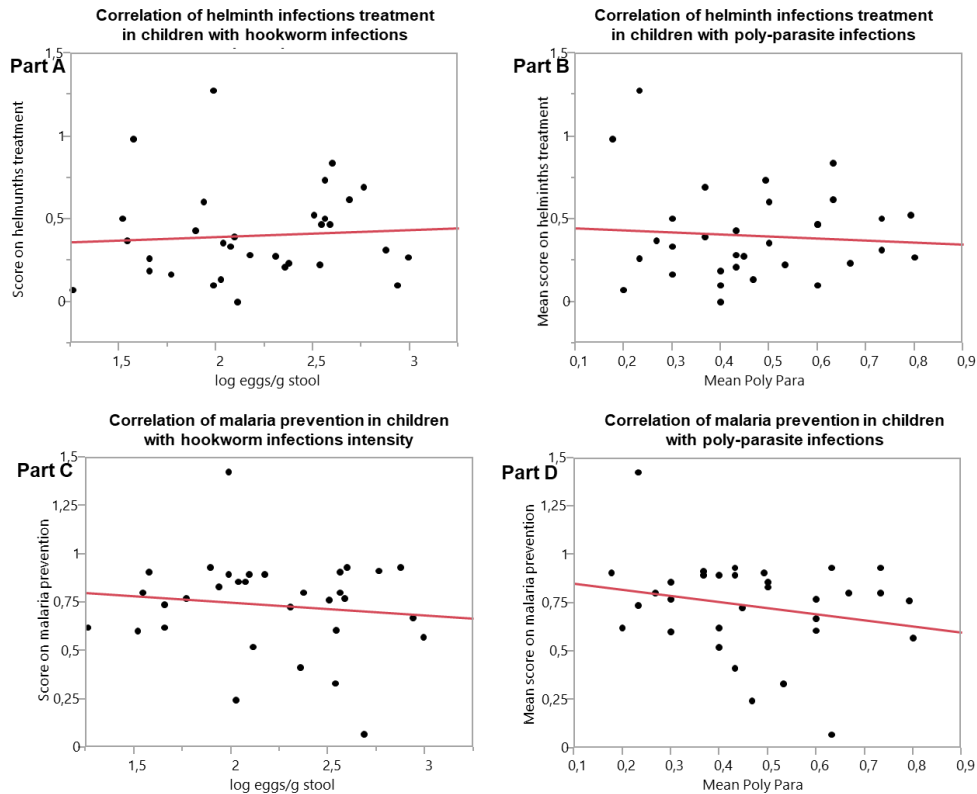 Correlation of helminth infections treatment
in children with hookworm infections
Part A
Score on helmunths treatment
1,5
1
0,5
0
1,5
2
2,5
3
log eggs/g stool
Correlation of helminth infections treatment
in children with poly-parasite infections
Part B
Mean score on helminths treatment
1,5
1
0,5
0
0,1
0,2
0,3
0,4
0,5
0,6
0,7
0,8
0,9
Mean Poly Para
Correlation of malaria prevention in children
with hookworm infections intensity
Part C
Score on malaria prevention
1,5
1,25
1
0,75
0,5
0,25
0
1,5
2
2,5
3
log eggs/g stool
Correlation of malaria prevention in children
with poly-parasite infections
Part D
Mean score on malaria prevention
1,5
1,25
1
0,75
0,5
0,25
0
0,1
0,2
0,3
0,4
0,5
0,6
0,7
0,8
0,9
Mean Poly Para